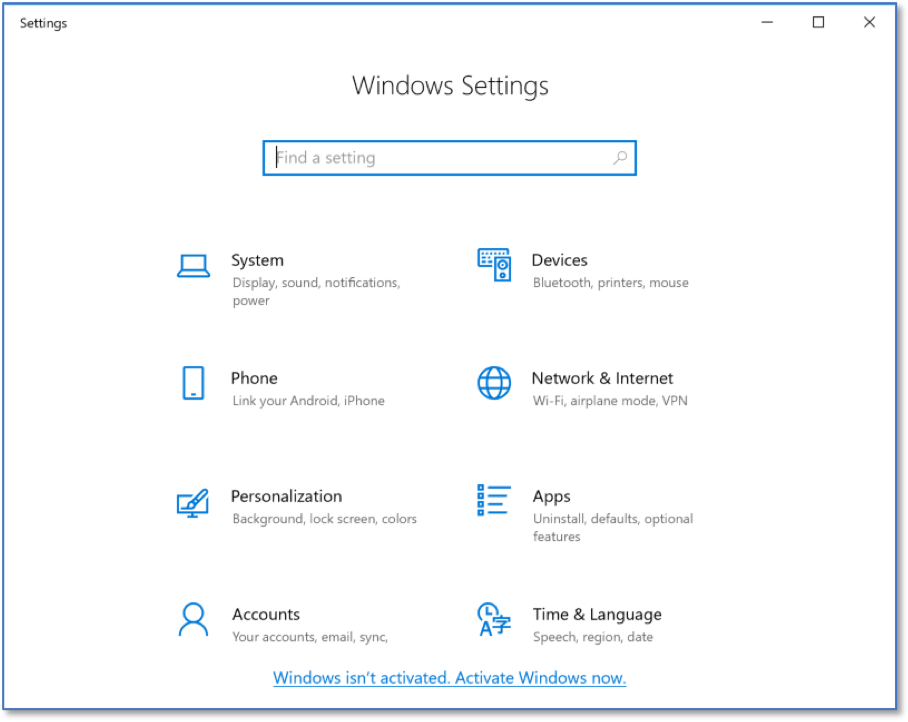 Settings
Windows Settings
Find a setting
System
Display, sound, notifications,
power
Devices
Bluetooth, printers, mouse
Phone
Link your Android, iPhone
Network & Internet
Wi-Fi, airplane mode, VPN
Personalization
Background, lock screen, colors
Apps
Uninstall, defaults, optional
features
Accounts
Your accounts, email, sync,
Time & Language
Speech, region, date
Windows isn't activated. Activate Windows now.